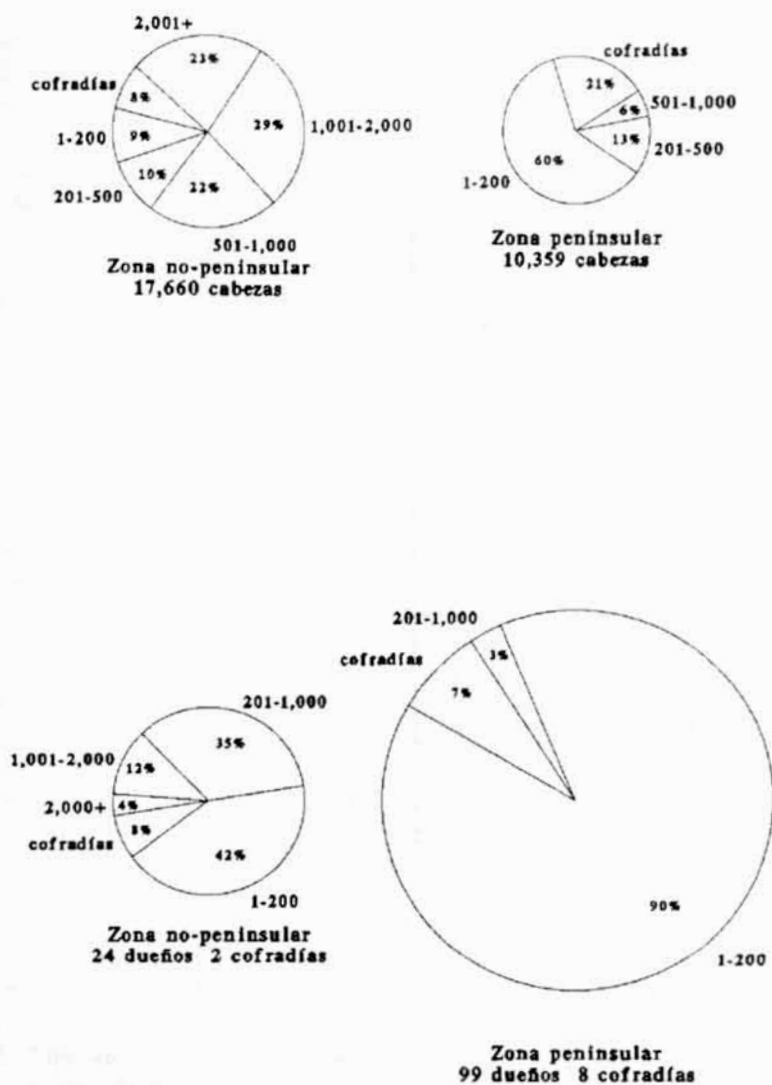 2,001+
23%
cofradías
8%
29%
1,001-2,000
1-200
9%
10%
201-500
22%
501-1,000
Zona no-peninsular
17,660 cabezas
cofradías
21%
501-1,000
6%
13%
201-500
60%
1-200
Zona peninsular
10,359 cabezas
201-1,000
35%
1,001-2,000
12%
2,000+
4%
cofradías
8%
42%
1-200
Zona no-peninsular
24 dueños 2 cofradías
201-1,000
3%
cofradías
7%
90%
1-200
Zona peninsular
99 dueños 8 cofradías